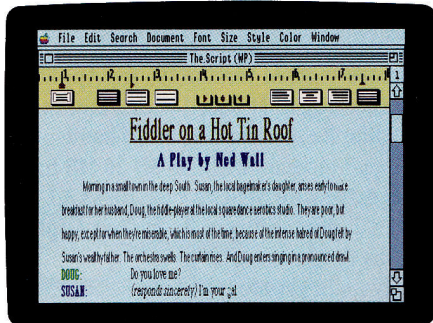 File Edit Search Document Font Size Style Color Window
The Script (WP)
1
Fiddler on a Hot Tin Roof
A Play by Ned Wall
Morning in a small town in the deep South. Susan, the local bagelmaker's daughter, arises early to make
breakfast for her husband, Doug, the fiddle-player at the local square dance aerobics studio. They are poor, but
happy, except for when they're miserable, which is most of the time, because of the intense hatred of Doug felt by
Susan's wealthy father. The orchestra swells. The curtain rises. And Doug enters singing in a pronounced drawl.
DOUG: Do you love me?
SUSAN: (responds sincerely) I'm your gal